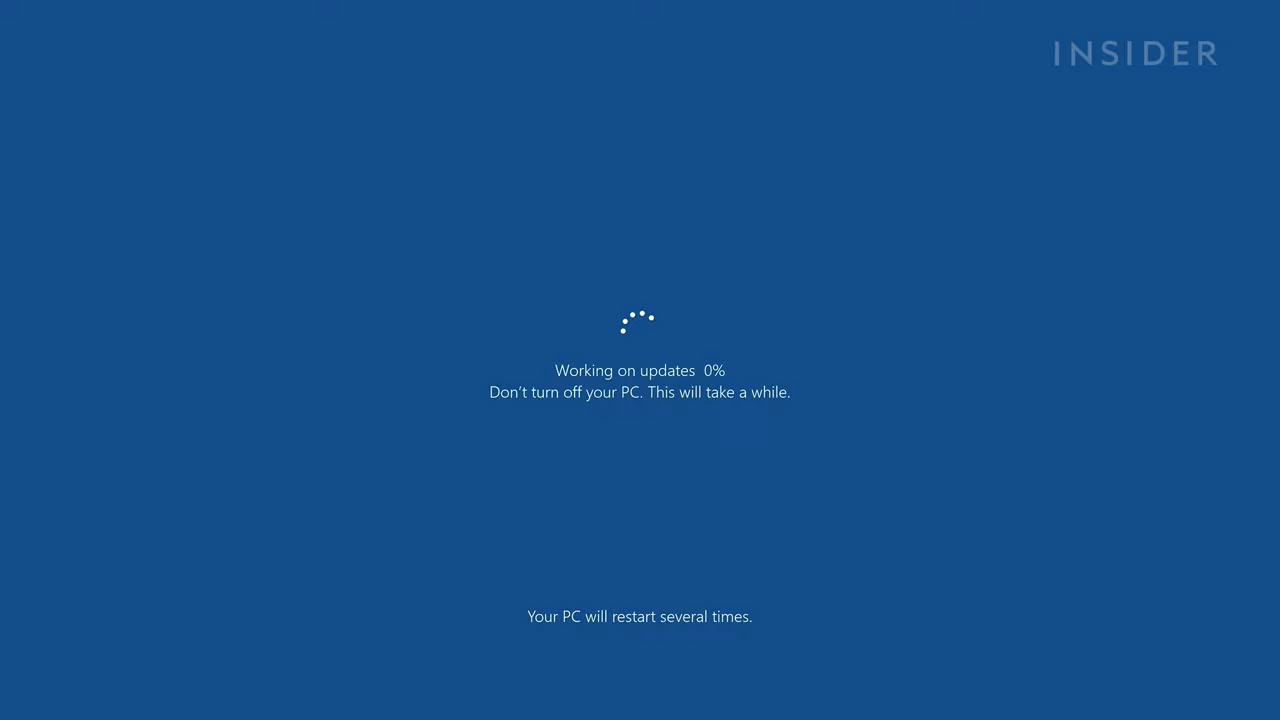 INSIDER
Working on updates 0%
Don't turn off your PC. This will take a while.
Your PC will restart several times.